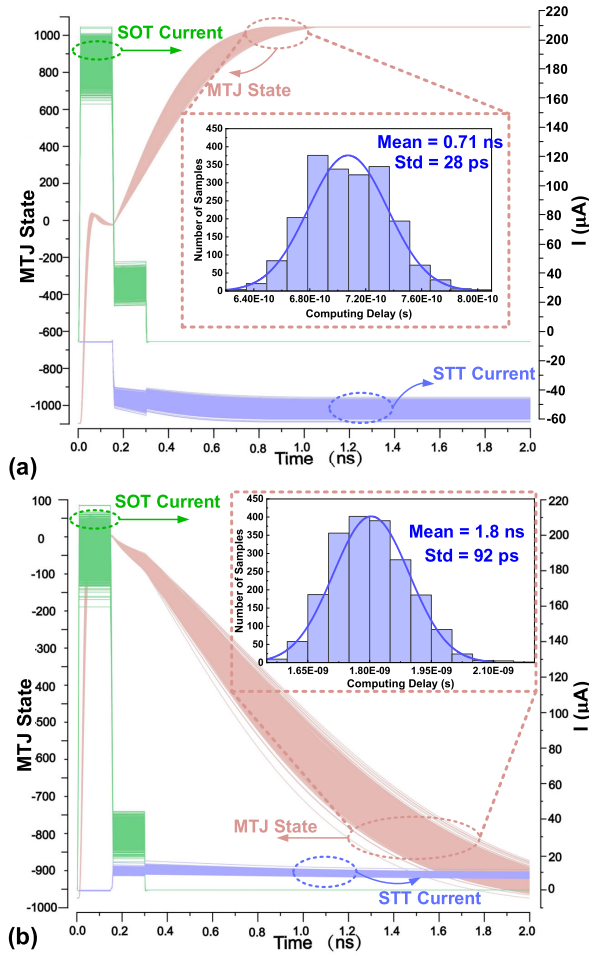 SOT Current
MTJ State
Mean = 0.71 ns
Std = 28 ps
Number of Samples
450
400
350
300
250
200
150
100
50
0
6.40E-10 6.80E-10 7.20E-10 7.60E-10 8.00E-10
Computing Delay (s)
STT Current
MTJ State
1000
800
600
400
200
0
-200
-400
-600
-800
-1000
220
200
180
160
140
120
100
80
60
40
20
0
-20
-40
-60
I (μA)
0.0 0.2 0.4 0.6 0.8 1.0 1.2 1.4 1.6 1.8 2.0
Time (ns)
(a)
SOT Current
Mean = 1.8 ns
Std = 92 ps
Number of Samples
450
400
350
300
250
200
150
100
50
0
1.65E-09 1.80E-09 1.95E-09 2.10E-09
Computing Delay (s)
MTJ State
STT Current
MTJ State
100
0
-100
-200
300
400
500
600
-700
-800
-900
-1000
220
200
180
160
140
120
100
80
60
40
20
0
I (μA)
0.0 0.2 0.4 0.6 0.8 1.0 1.2 1.4 1.6 1.8 2.0
Time (ns)
(b)